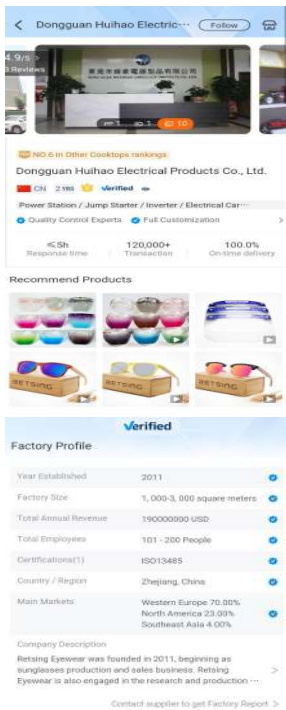 Dongguan Huihao Electric···
Follow
4.9/5 >
3 Reviews
1
1
10
NO.6 in Other Cooktops rankings
Dongguan Huihao Electrical Products Co., Ltd.
CN 2 YRS Verified
Power Station / Jump Starter / Inverter / Electrical Car···
Quality Control Experts Full Customization >
≤5h 120,000+ 100.0%
Response time Transaction On-time delivery
Recommend Products
RETSING RETSING RETSING
Verified
Factory Profile
Year Established 2011
Factory Size 1, 000-3, 000 square meters
Total Annual Revenue 190000000 USD
Total Employees 101 - 200 People
Certifications(1) ISO13485
Country / Region Zhejiang, China
Main Markets Western Europe 70.00%
North America 23.00%
Southeast Asia 4.00%
Company Description
Retsing Eyewear was founded in 2011, beginning as
sunglasses production and sales business. Retsing
Eyewear is also engaged in the research and production ···
>
Contact supplier to get Factory Report >